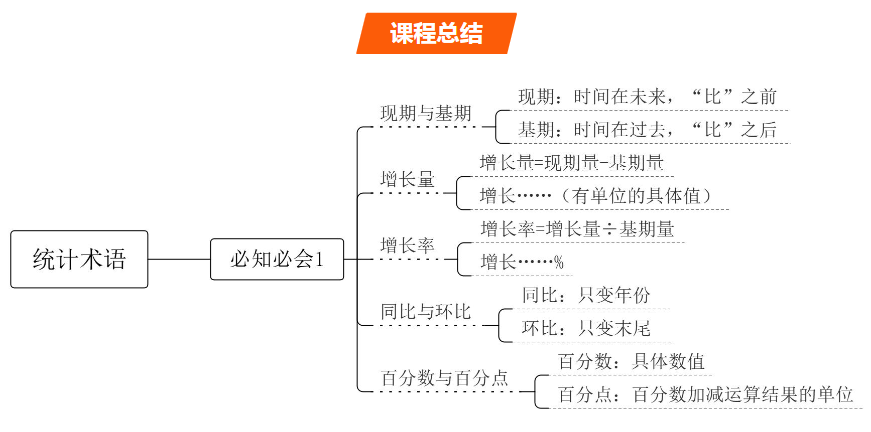 课程总结
现期与基期
现期：时间在未来，“比”之前
基期：时间在过去，“比”之后
增长量
增长量=现期量-基期量
增长……（有单位的具体值）
统计术语
必知必会1
增长率
增长率=增长量÷基期量
增长……%
同比与环比
同比：只变年份
环比：只变末尾
百分数与百分点
百分数：具体数值
百分点：百分数加减运算结果的单位